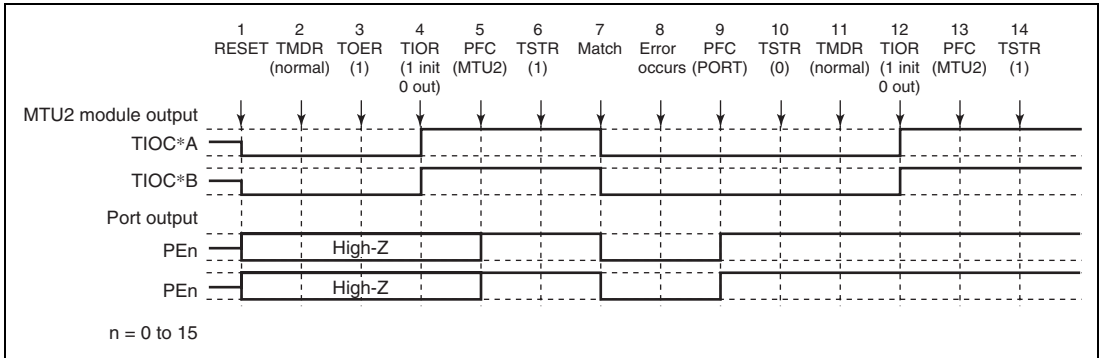 1 2 3 4 5 6 7 8 9 10 11 12 13 14
RESET TMDR TOER TIOR PFC TSTR Match Error PFC TSTR TMDR TIOR PFC TSTR
(normal) (1) (1 init (MTU2) (1) occurs (PORT) (0) (normal) (1 init (MTU2) (1)
0 out) 0 out)
MTU2 module output
TIOC*A
TIOC*B
Port output
PEn High-Z
PEn High-Z
n = 0 to 15